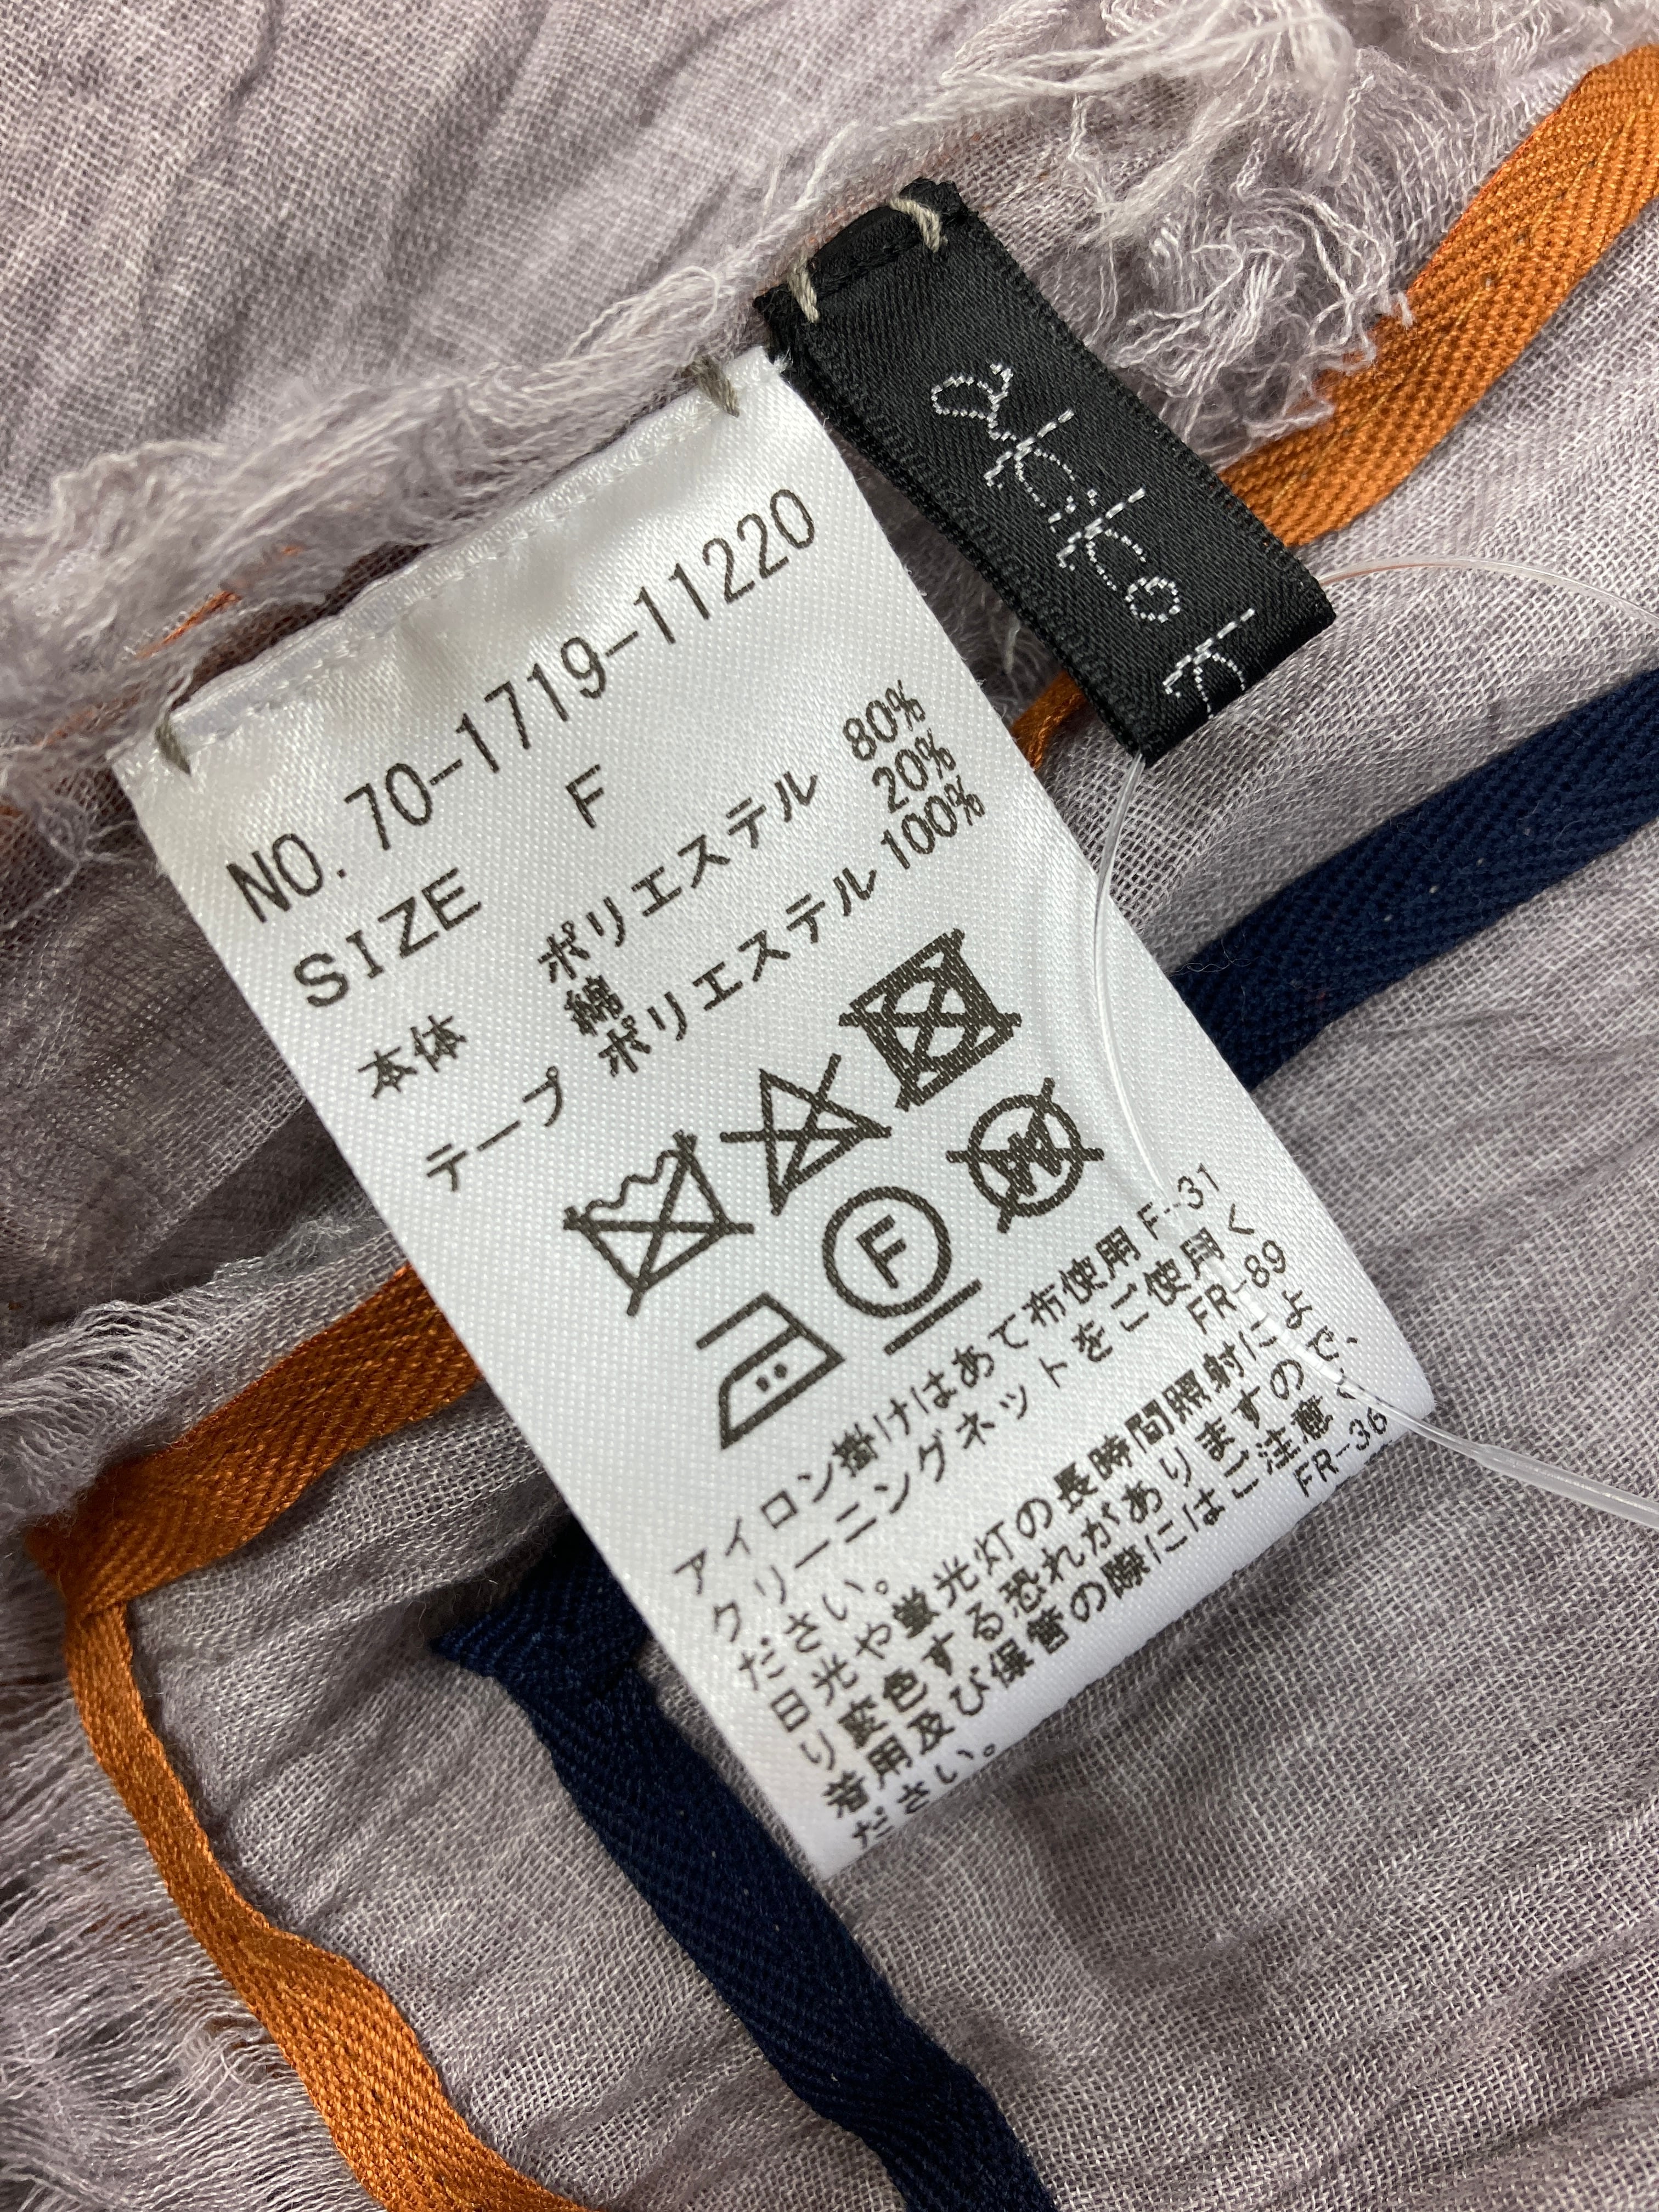 NO. 70-1719-11220
SIZE F
本体 ポリエステル 80%
綿 20%
テープ ポリエステル 100%
F
W
アイロン掛けはあて布使用 F-31
クリーニングネットをご使用く
ださい。 FR-89
日光や蛍光灯の長時間照射によ
り変色する恐れがありますので、
着用及び保管の際にはご注意く
ださい。 FR-36